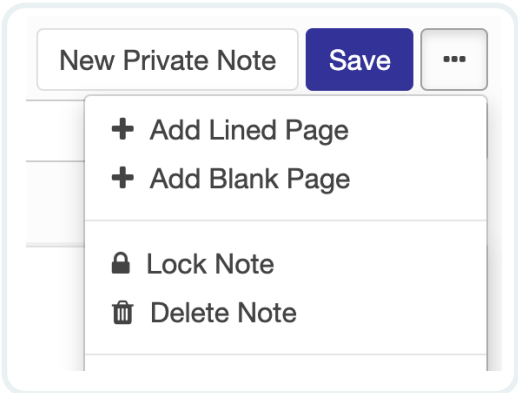 New Private Note Save ...
Add Lined Page
Add Blank Page
Lock Note
Delete Note